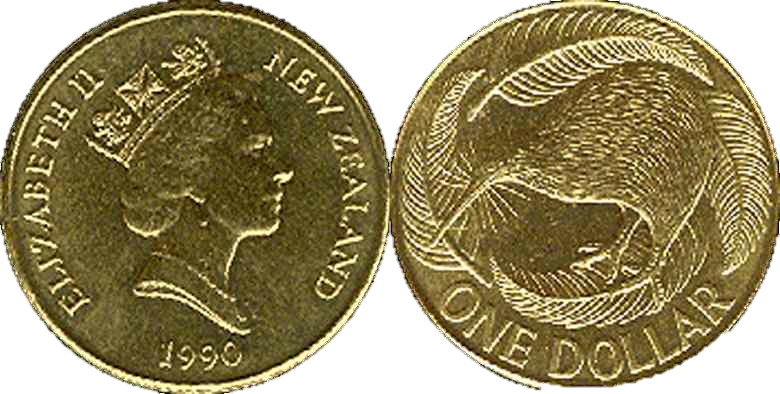 ELIZABETH II
NEW ZEALAND
1990
ONE DOLLAR